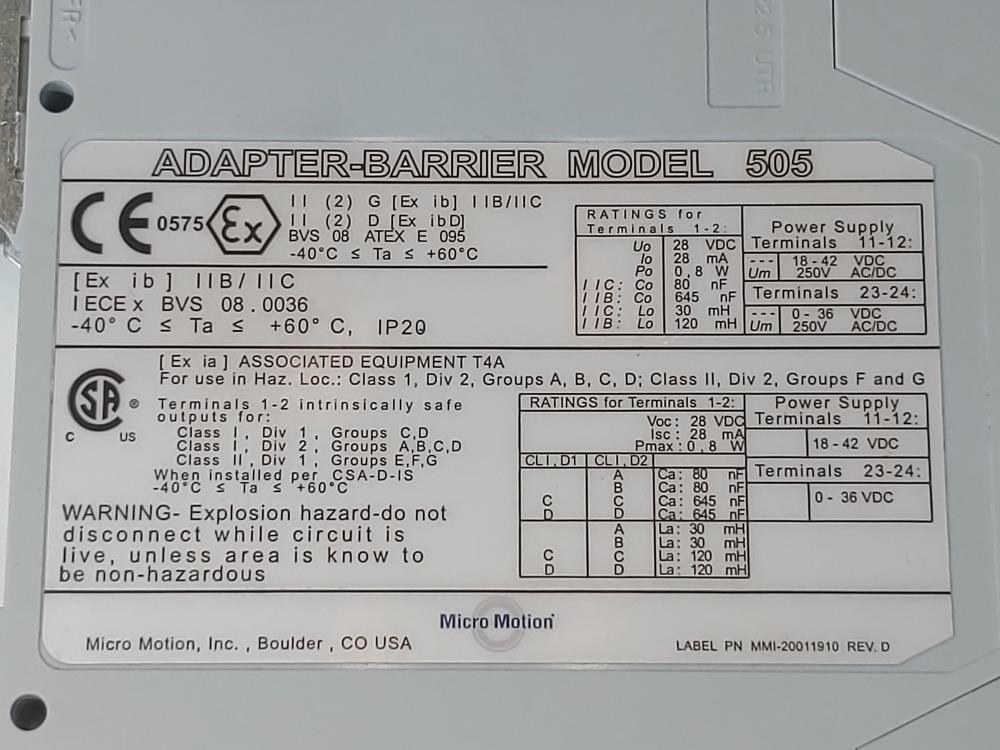 FR <
22.5 UTR
ADAPTER-BARRIER MODEL 505
CE 0575 Ex II (2) G [Ex ib] IIB/IIC
II (2) D [Ex ibD]
BVS 08 ATEX E 095
-40°C ≤ Ta ≤ +60°C
[Ex ib] IIB/ IIC
IECEx BVS 08.0036
-40° C ≤ Ta ≤ +60° C, IP20
RATINGS for
Terminals 1-2:
Uo 28 VDC
Io 28 mA
Po 0,8 W
IIC: Co 80 nF
IIB: Co 645 nF
IIC: Lo 30 mH
IIB: Lo 120 mH
Power Supply
Terminals 11-12:
--- 18-42 VDC
Um 250V AC/DC
Terminals 23-24:
--- 0-36 VDC
Um 250V AC/DC
[Ex ia] ASSOCIATED EQUIPMENT T4A
For use in Haz. Loc.: Class 1, Div 2, Groups A, B, C, D; Class II, Div 2, Groups F and G
SA ®
C US
Terminals 1-2 intrinsically safe
outputs for:
Class I, Div 1, Groups C,D
Class I, Div 2, Groups A,B,C,D
Class II, Div 1, Groups E,F,G
When installed per CSA-D-IS
-40°C ≤ Ta ≤ +60°C
WARNING- Explosion hazard-do not
disconnect while circuit is
live, unless area is know to
be non-hazardous
RATINGS for Terminals 1-2:
Voc: 28 VDC
Isc: 28 mA
Pmax: 0,8 W
CLI, D1 CLI, D2
A Ca: 80 nF
B Ca: 80 nF
C C Ca: 645 nF
D D Ca: 645 nF
A La: 30 mH
B La: 30 mH
C C La: 120 mH
D D La: 120 mH
Power Supply
Terminals 11-12:
18-42 VDC
Terminals 23-24:
0-36 VDC
Micro Motion
Micro Motion, Inc., Boulder, CO USA
LABEL PN MMI-20011910 REV. D